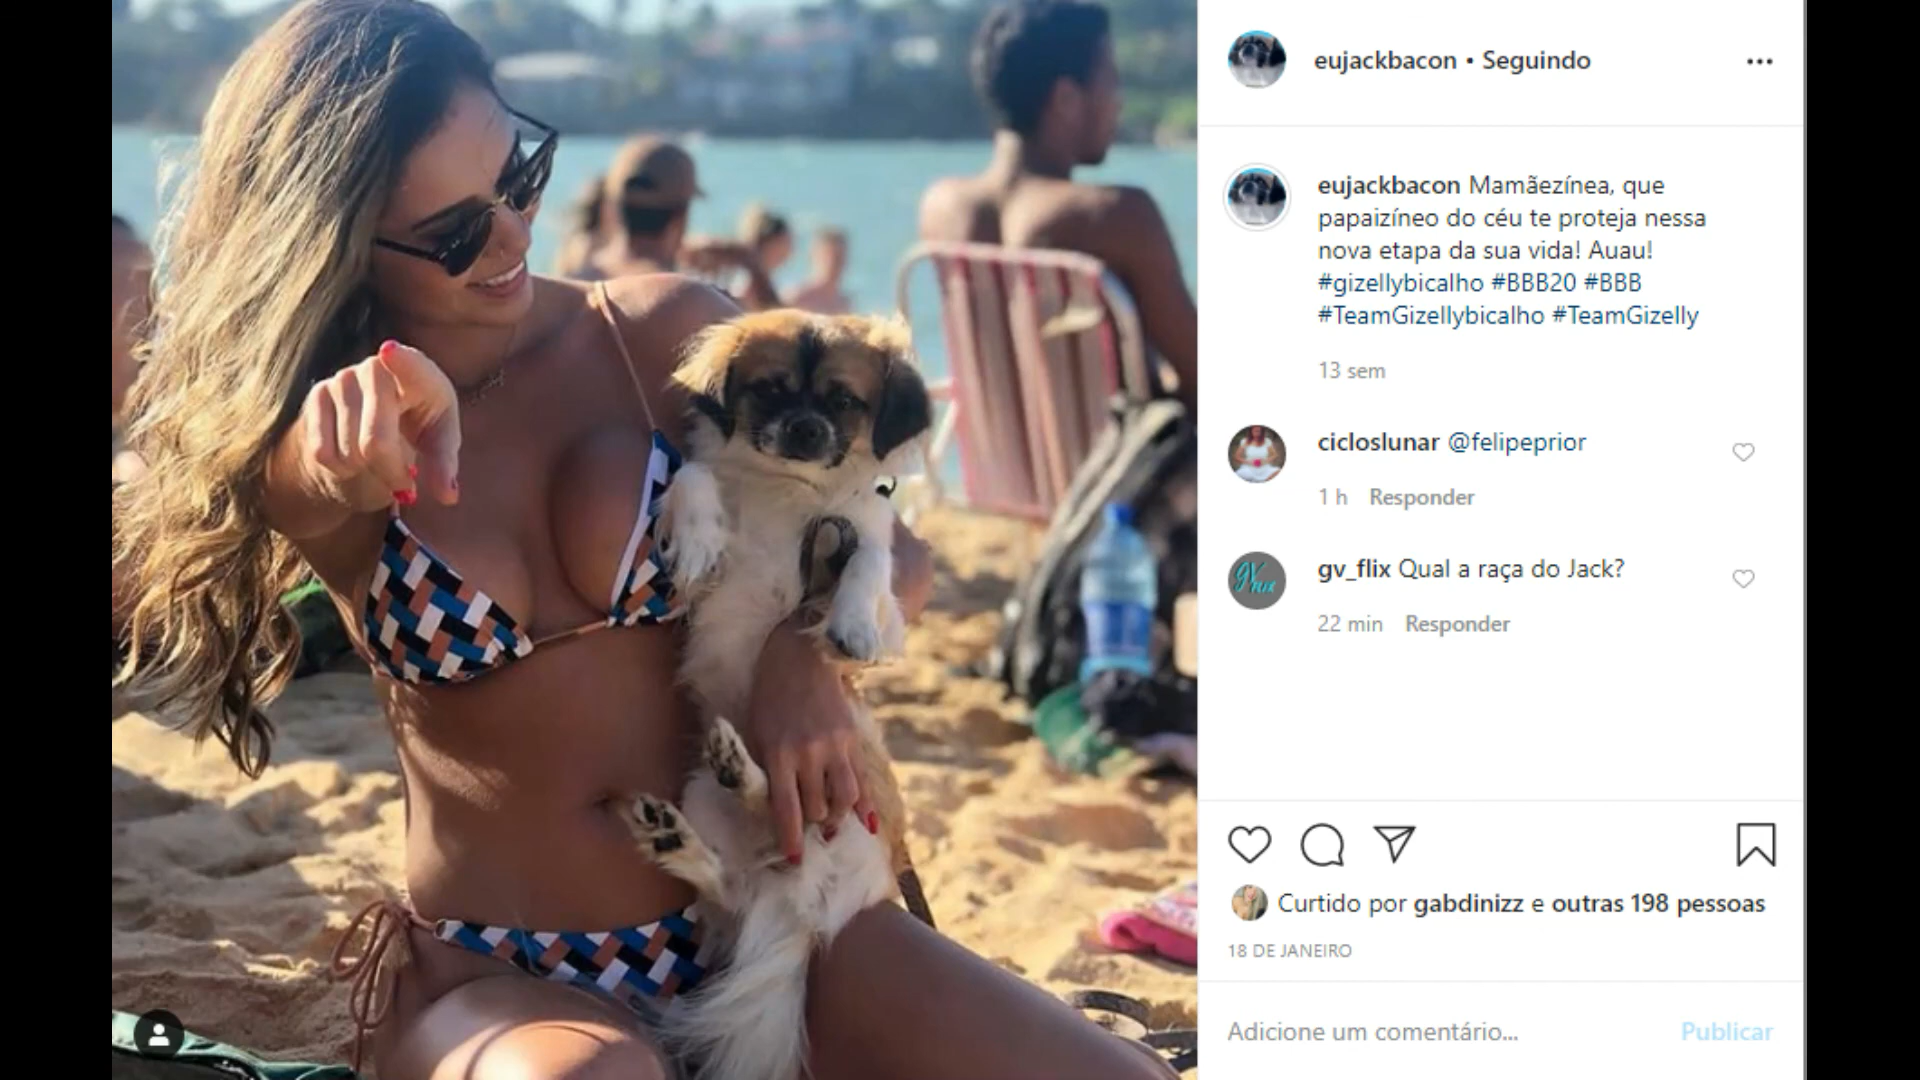 eujackbacon • Seguindo
eujackbacon Mamãezínea, que
papaizíneo do céu te proteja nessa
nova etapa da sua vida! Auau!
#gizellybicalho #BBB20 #BBB
#TeamGizellybicalho #TeamGizelly
13 sem
cicloslunar @felipeprior
1 h Responder
gv_flix Qual a raça do Jack?
22 min Responder
Curtido por gabdinizz e outras 198 pessoas
18 DE JANEIRO
Adicione um comentário... Publicar